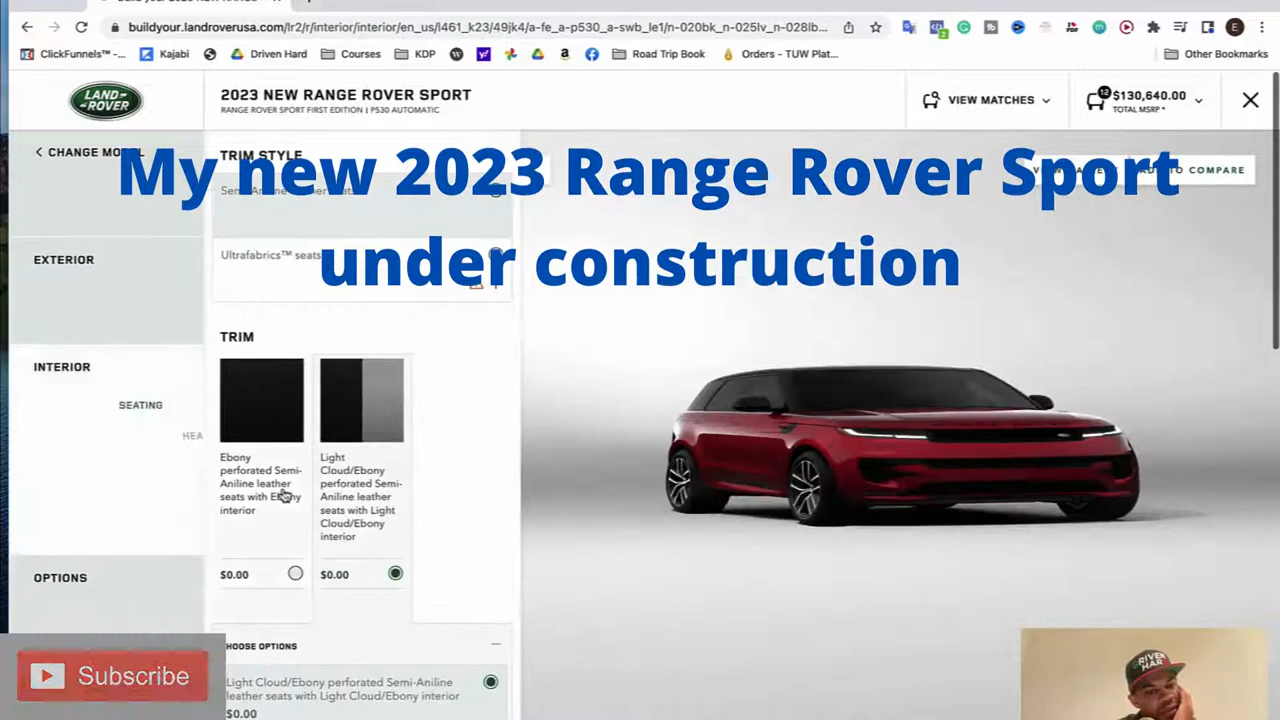 buildyour.landroverusa.com/lr2/r/interior/interior/en_us/l461_k23/49jk4/a-fe_a-p530_a-swb_le1/n-020bk_n-025lv_n-028lb...
ClickFunnels™ -...
Kajabi
Driven Hard
Courses
KDP
Road Trip Book
Orders - TUW Plat...
Other Bookmarks
LAND-
ROVER
2023 NEW RANGE ROVER SPORT
RANGE ROVER SPORT FIRST EDITION | P530 AUTOMATIC
VIEW MATCHES
12
$130,640.00
TOTAL MSRP *
CHANGE MODEL
TRIM STYLE
My new 2023 Range Rover Sport
under construction
TO COMPARE
Ultrafabrics™ seats
EXTERIOR
INTERIOR
SEATING
HEA
OPTIONS
TRIM
Ebony
perforated Semi-
Aniline leather
seats with Ebony
interior
$0.00
Light
Cloud/Ebony
perforated Semi-
Aniline leather
seats with Light
Cloud/Ebony
interior
$0.00
HOOSE OPTIONS
Light Cloud/Ebony perforated Semi-Aniline
leather seats with Light Cloud/Ebony interior
$0.00
Subscribe
E
2